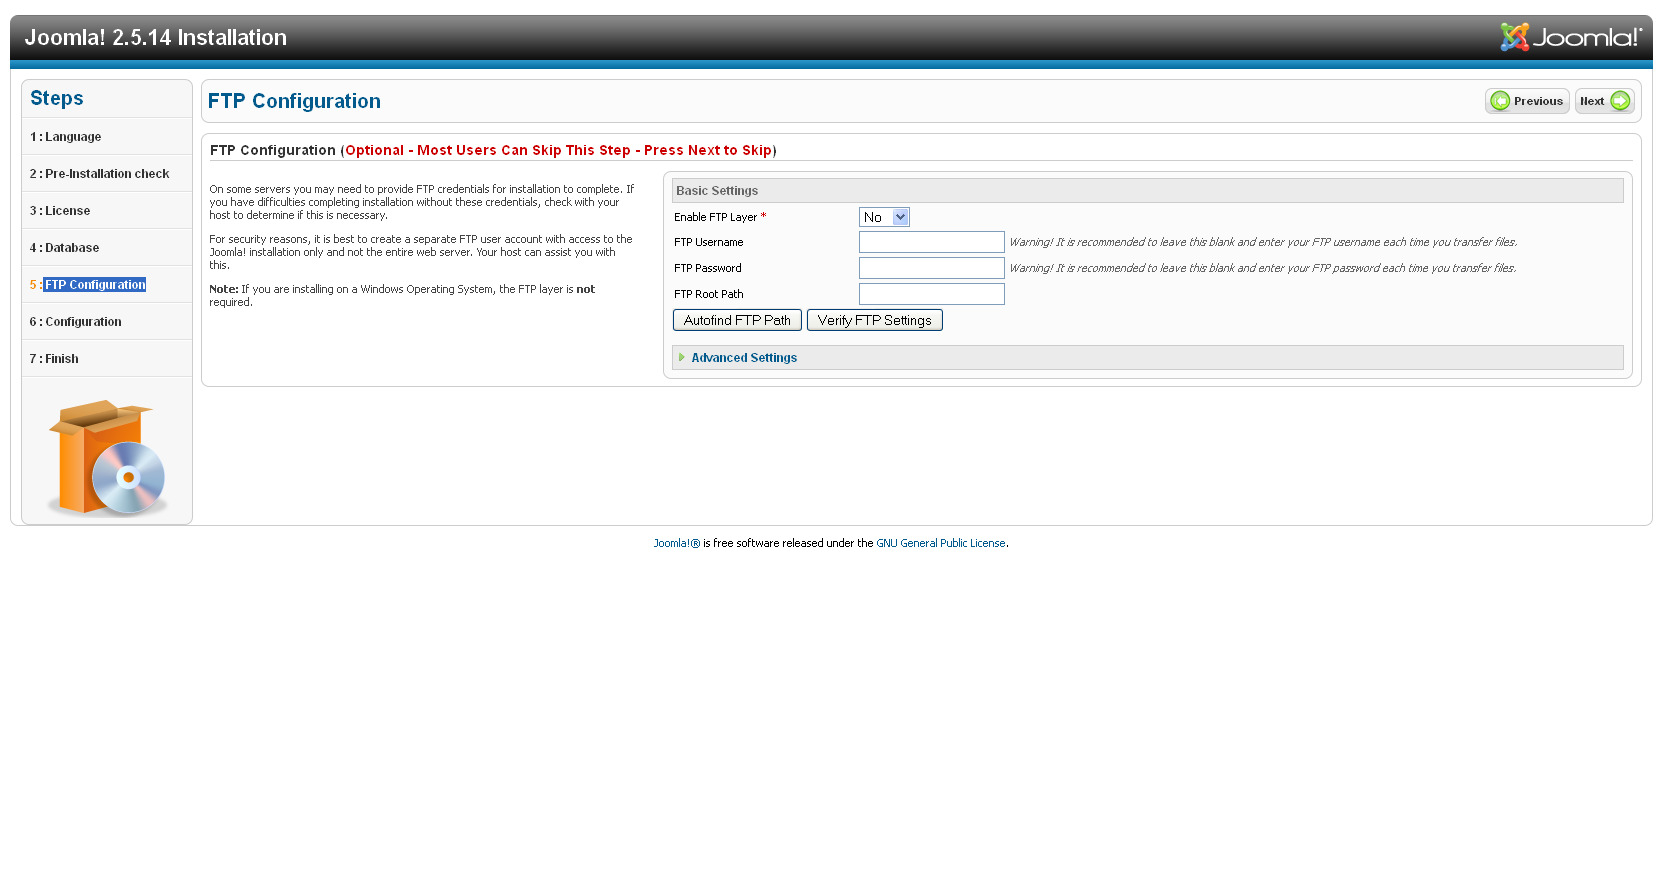 Joomla! 2.5.14 Installation
Joomla!®
Steps
1 : Language
2 : Pre-Installation check
3 : License
4 : Database
5 : FTP Configuration
6 : Configuration
7 : Finish
FTP Configuration
Previous
Next
FTP Configuration (Optional - Most Users Can Skip This Step - Press Next to Skip)
On some servers you may need to provide FTP credentials for installation to complete. If
you have difficulties completing installation without these credentials, check with your
host to determine if this is necessary.
For security reasons, it is best to create a separate FTP user account with access to the
Joomla! installation only and not the entire web server. Your host can assist you with
this.
Note: If you are installing on a Windows Operating System, the FTP layer is not
required.
Basic Settings
Enable FTP Layer * No
FTP Username Warning! It is recommended to leave this blank and enter your FTP username each time you transfer files.
FTP Password Warning! It is recommended to leave this blank and enter your FTP password each time you transfer files.
FTP Root Path
Autofind FTP Path Verify FTP Settings
Advanced Settings
Joomla!® is free software released under the GNU General Public License.